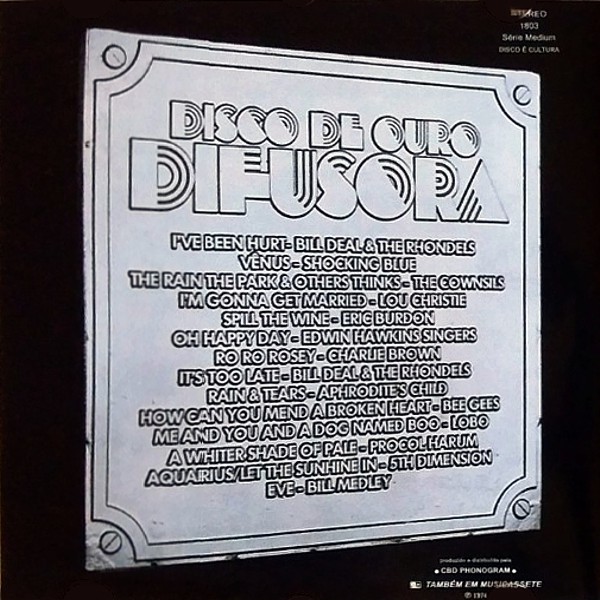 STEREO
1803
Série Medium
DISCO É CULTURA
DISCO DE OURO
DIFUSORA
I'VE BEEN HURT - BILL DEAL & THE RHONDELS
VÊNUS - SHOCKING BLUE
THE RAIN THE PARK & OTHERS THINKS - THE COWNSILS
I'M GONNA GET MARRIED - LOU CHRISTIE
SPILL THE WINE - ERIC BURDON
OH HAPPY DAY - EDWIN HAWKINS SINGERS
RO RO ROSEY - CHARLIE BROWN
IT'S TOO LATE - BILL DEAL & THE RHONDELS
RAIN & TEARS - APHRODITE'S CHILD
HOW CAN YOU MEND A BROKEN HEART - BEE GEES
ME AND YOU AND A DOG NAMED BOO - LOBO
A WHITER SHADE OF PALE - PROCOL HARUM
AQUARIUS/LET THE SUNHINE IN - 5TH DIMENSION
EVE - BILL MEDLEY
produzido e distribuído pela
• CBD PHONOGRAM •
TAMBÉM EM MUSICASSETE
℗ 1974